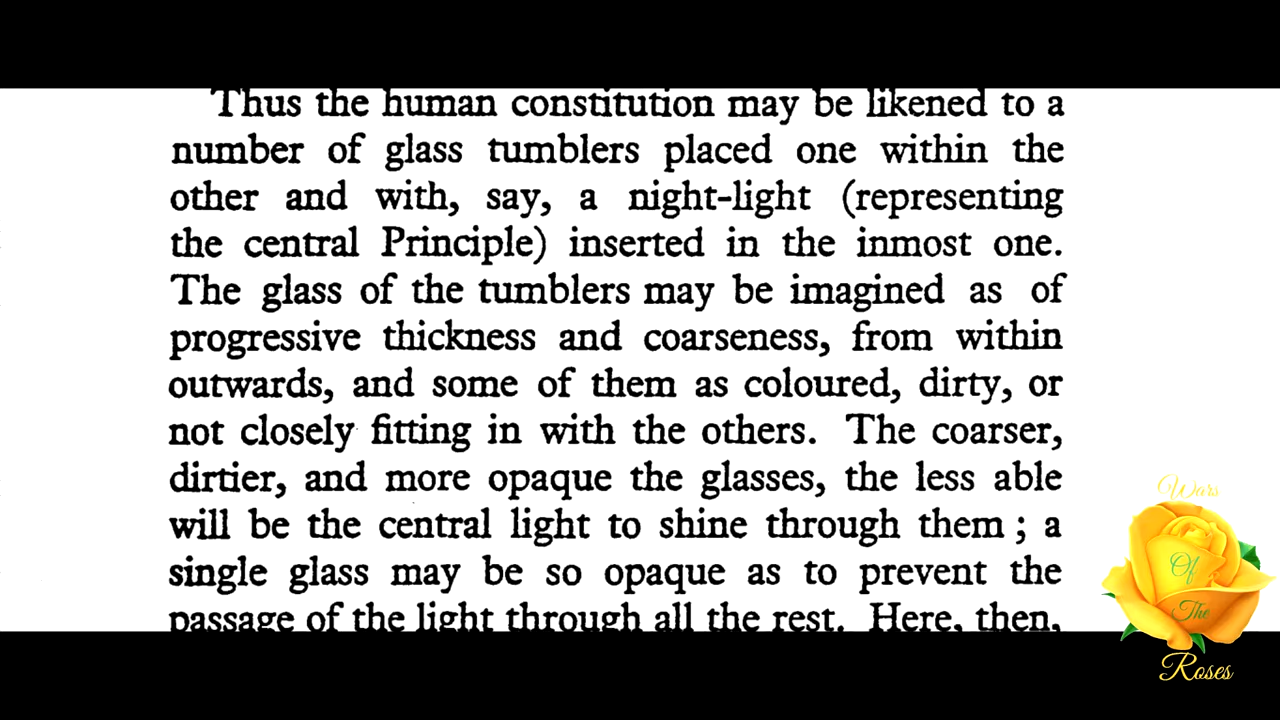 Thus the human constitution may be likened to a
number of glass tumblers placed one within the
other and with, say, a night-light (representing
the central Principle) inserted in the inmost one.
The glass of the tumblers may be imagined as of
progressive thickness and coarseness, from within
outwards, and some of them as coloured, dirty, or
not closely fitting in with the others. The coarser,
dirtier, and more opaque the glasses, the less able
will be the central light to shine through them ; a
single glass may be so opaque as to prevent the
passage of the light through all the rest. Here, then,
Wars
Of
The
Roses